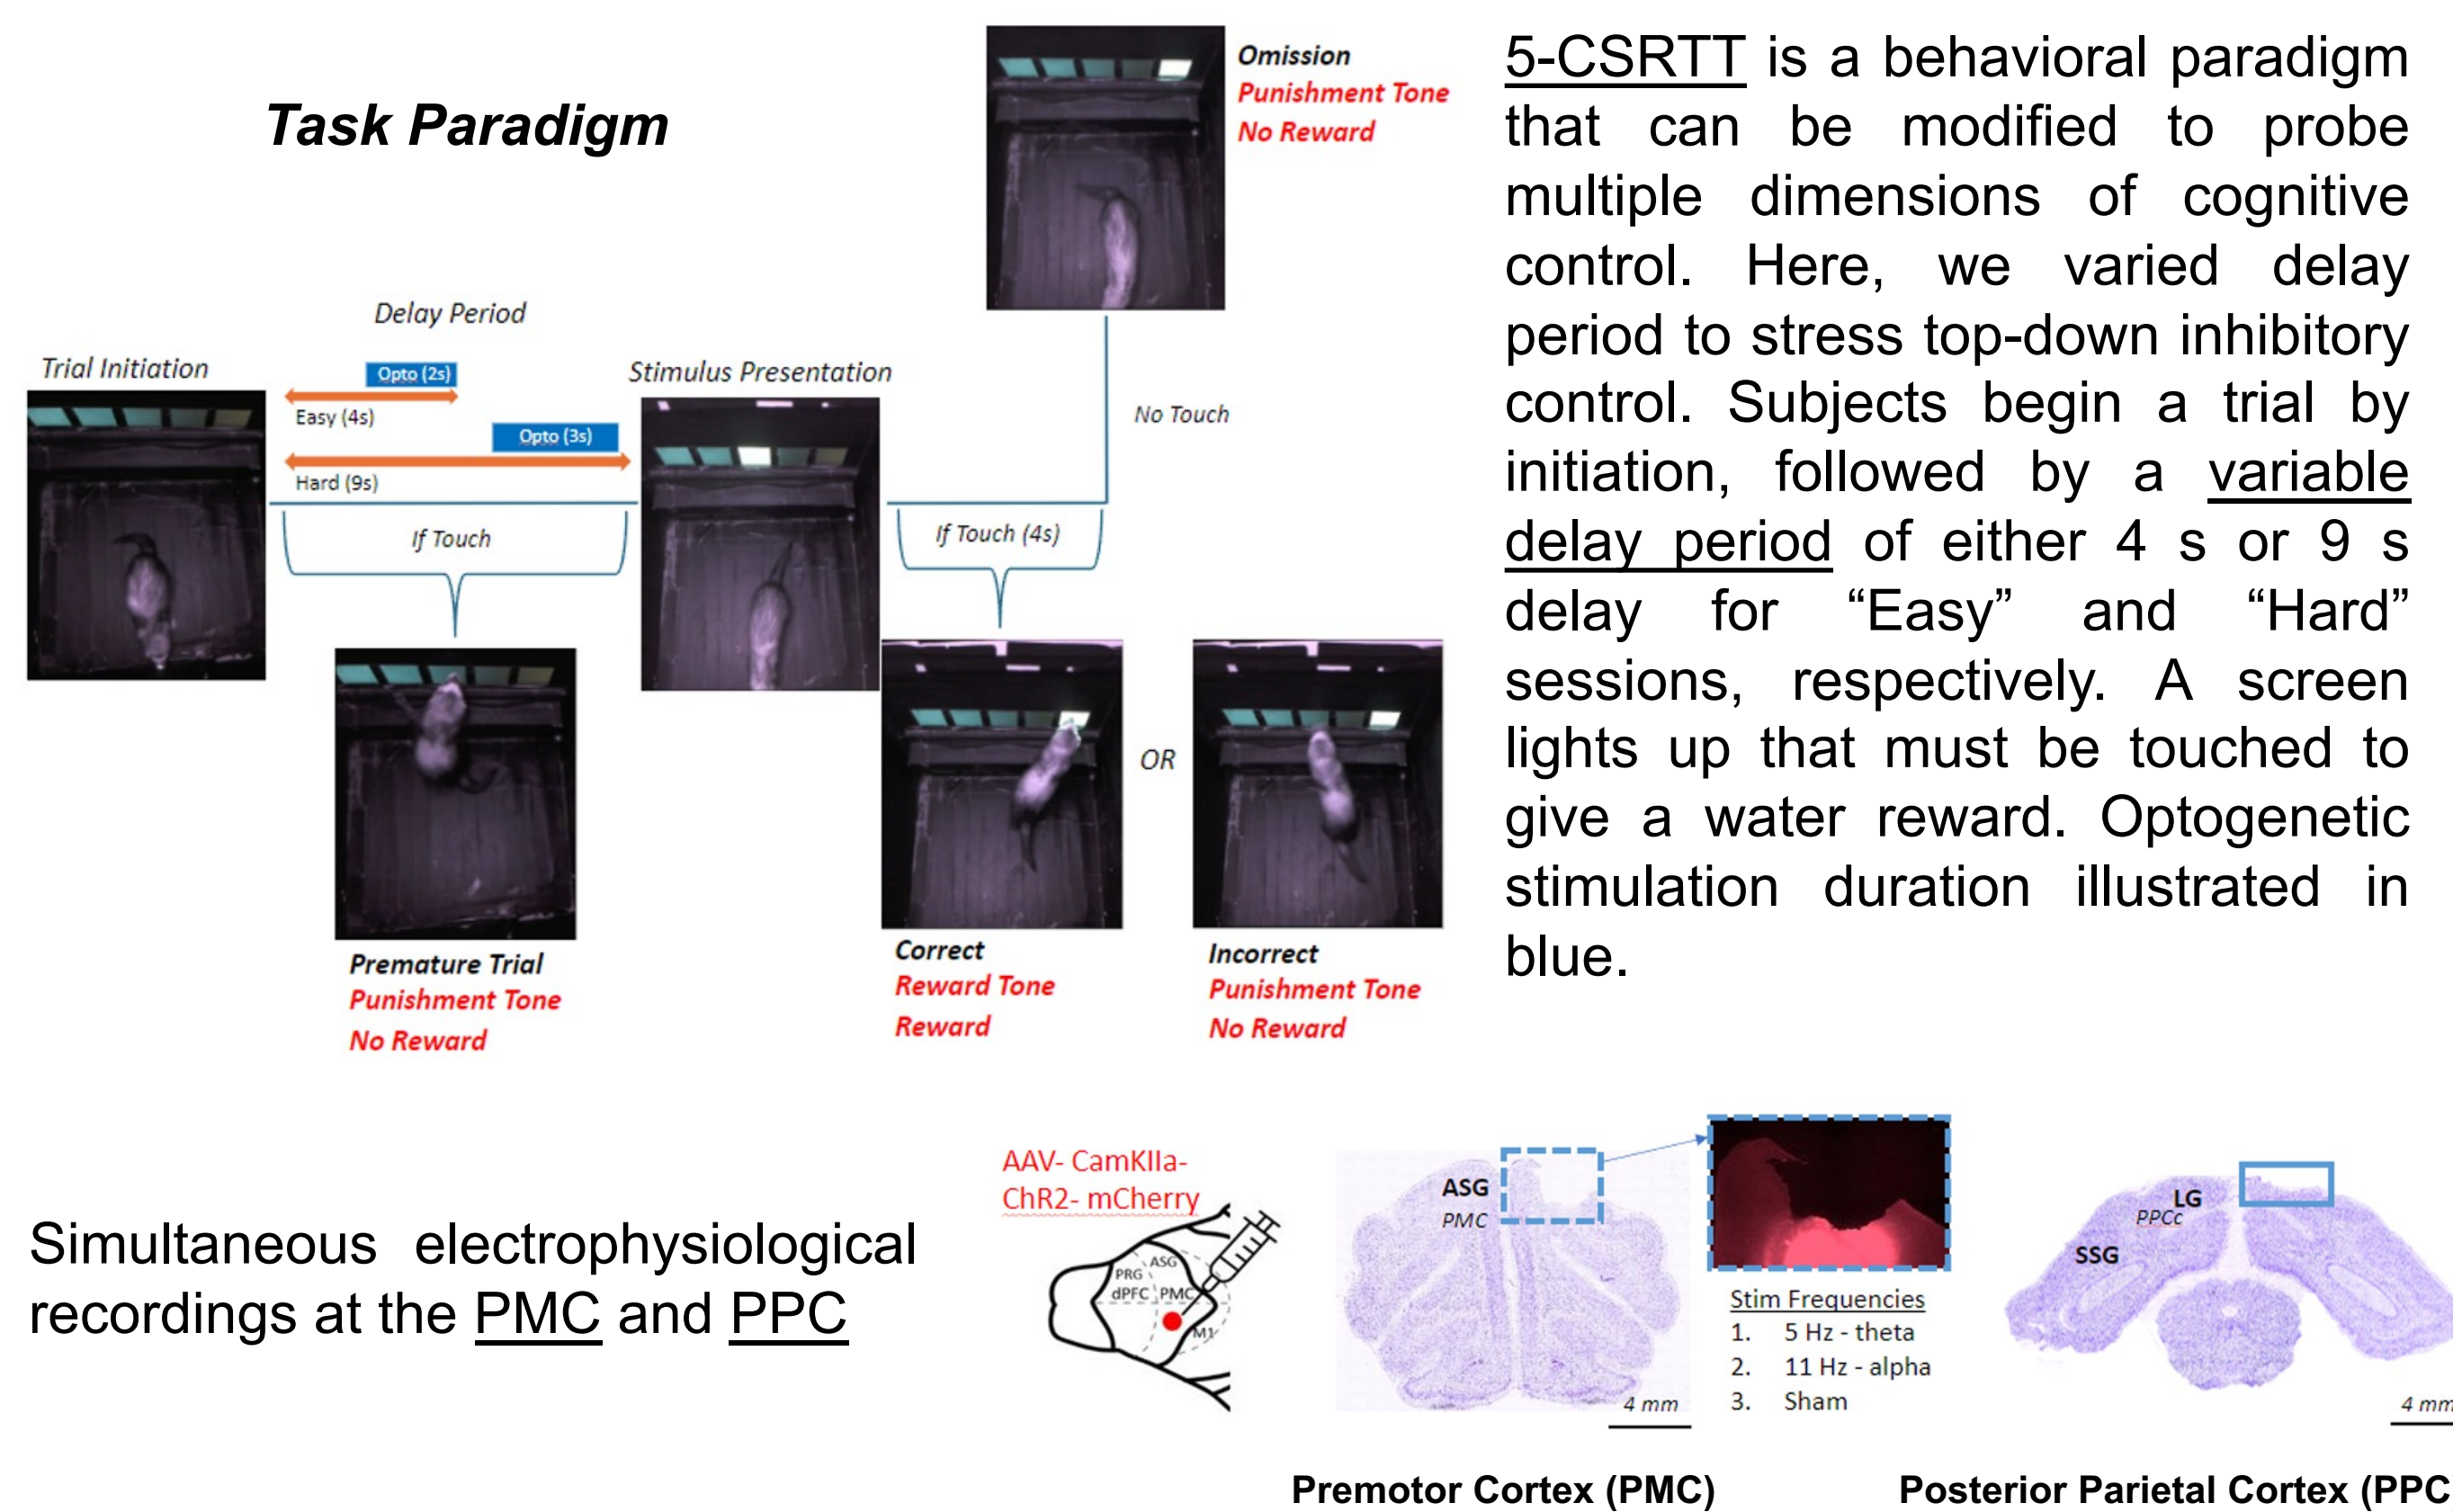 Task Paradigm
Omission
Punishment Tone
No Reward
Delay Period
Trial Initiation
Opto (2s)
Easy (4s)
Opto (3s)
Hard (9s)
Stimulus Presentation
No Touch
If Touch
If Touch (4s)
OR
Premature Trial
Punishment Tone
No Reward
Correct
Reward Tone
Reward
Incorrect
Punishment Tone
No Reward
5-CSRTT is a behavioral paradigm
that can be modified to probe
multiple dimensions of cognitive
control. Here, we varied delay
period to stress top-down inhibitory
control. Subjects begin a trial by
initiation, followed by a variable
delay period of either 4 s or 9 s
delay for “Easy” and “Hard”
sessions, respectively. A screen
lights up that must be touched to
give a water reward. Optogenetic
stimulation duration illustrated in
blue.
Simultaneous electrophysiological
recordings at the PMC and PPC
AAV- CamKIIa-
ChR2- mCherry
ASG
PRG
dPFC PMC
M1
ASG
PMC
4 mm
Stim Frequencies
1. 5 Hz - theta
2. 11 Hz - alpha
3. Sham
LG
PPCc
SSG
4 mm
Premotor Cortex (PMC)
Posterior Parietal Cortex (PPC